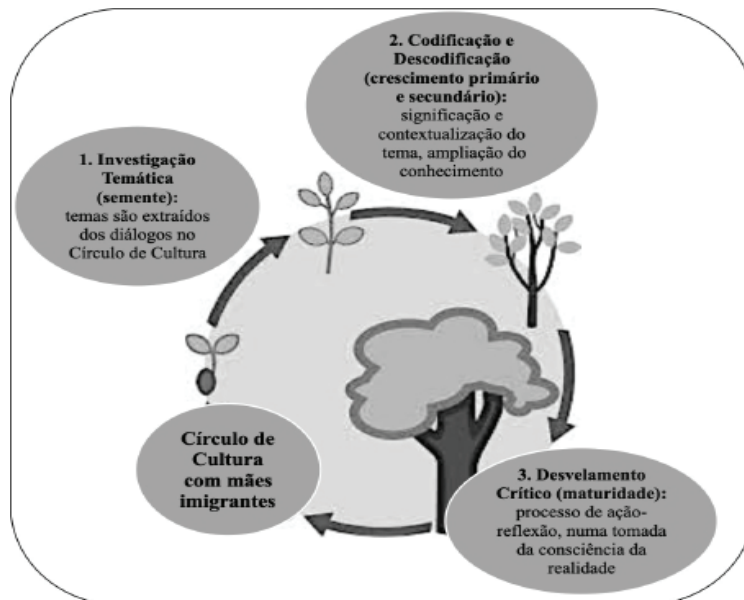 2. Codificação e
Descodificação
(crescimento primário
e secundário):
significação e
contextualização do
tema, ampliação do
conhecimento
1. Investigação
Temática
(semente):
temas são extraídos
dos diálogos no
Círculo de Cultura
Círculo de
Cultura
com mães
imigrantes
3. Desvelamento
Crítico (maturidade):
processo de ação-
reflexão, numa tomada
da consciência da
realidade